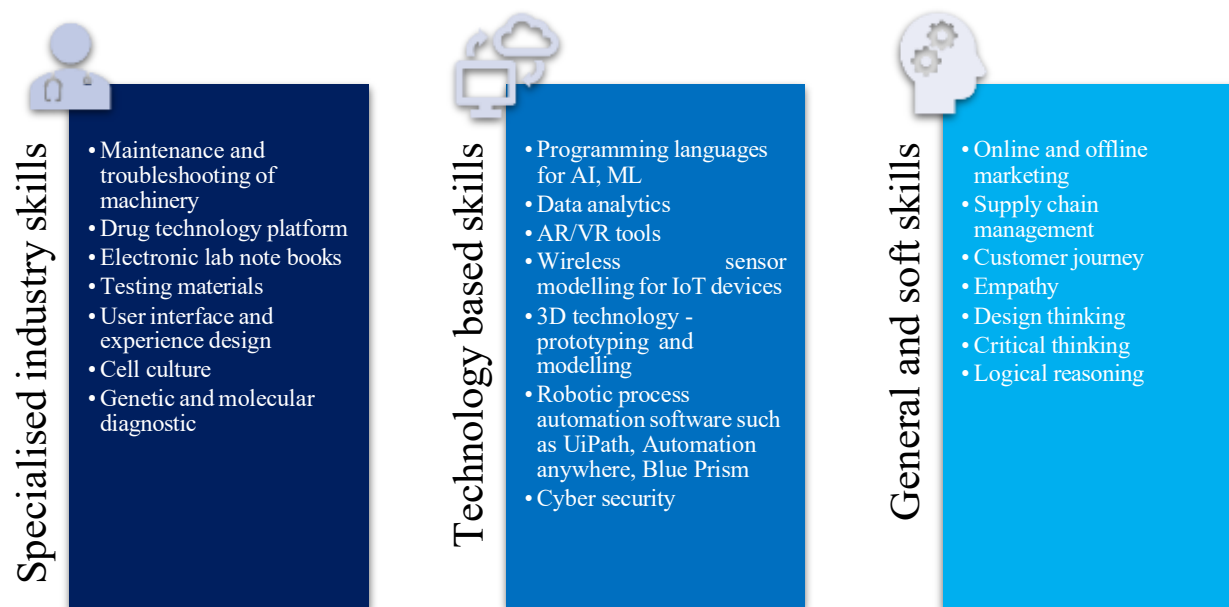 Specialised industry skills
• Maintenance and
troubleshooting of
machinery
• Drug technology platform
• Electronic lab note books
• Testing materials
• User interface and
experience design
• Cell culture
• Genetic and molecular
diagnostic
Technology based skills
• Programming languages
for AI, ML
• Data analytics
• AR/VR tools
• Wireless sensor
modelling for IoT devices
• 3D technology -
prototyping and
modelling
• Robotic process
automation software such
as UiPath, Automation
anywhere, Blue Prism
• Cyber security
General and soft skills
• Online and offline
marketing
• Supply chain
management
• Customer journey
• Empathy
• Design thinking
• Critical thinking
• Logical reasoning